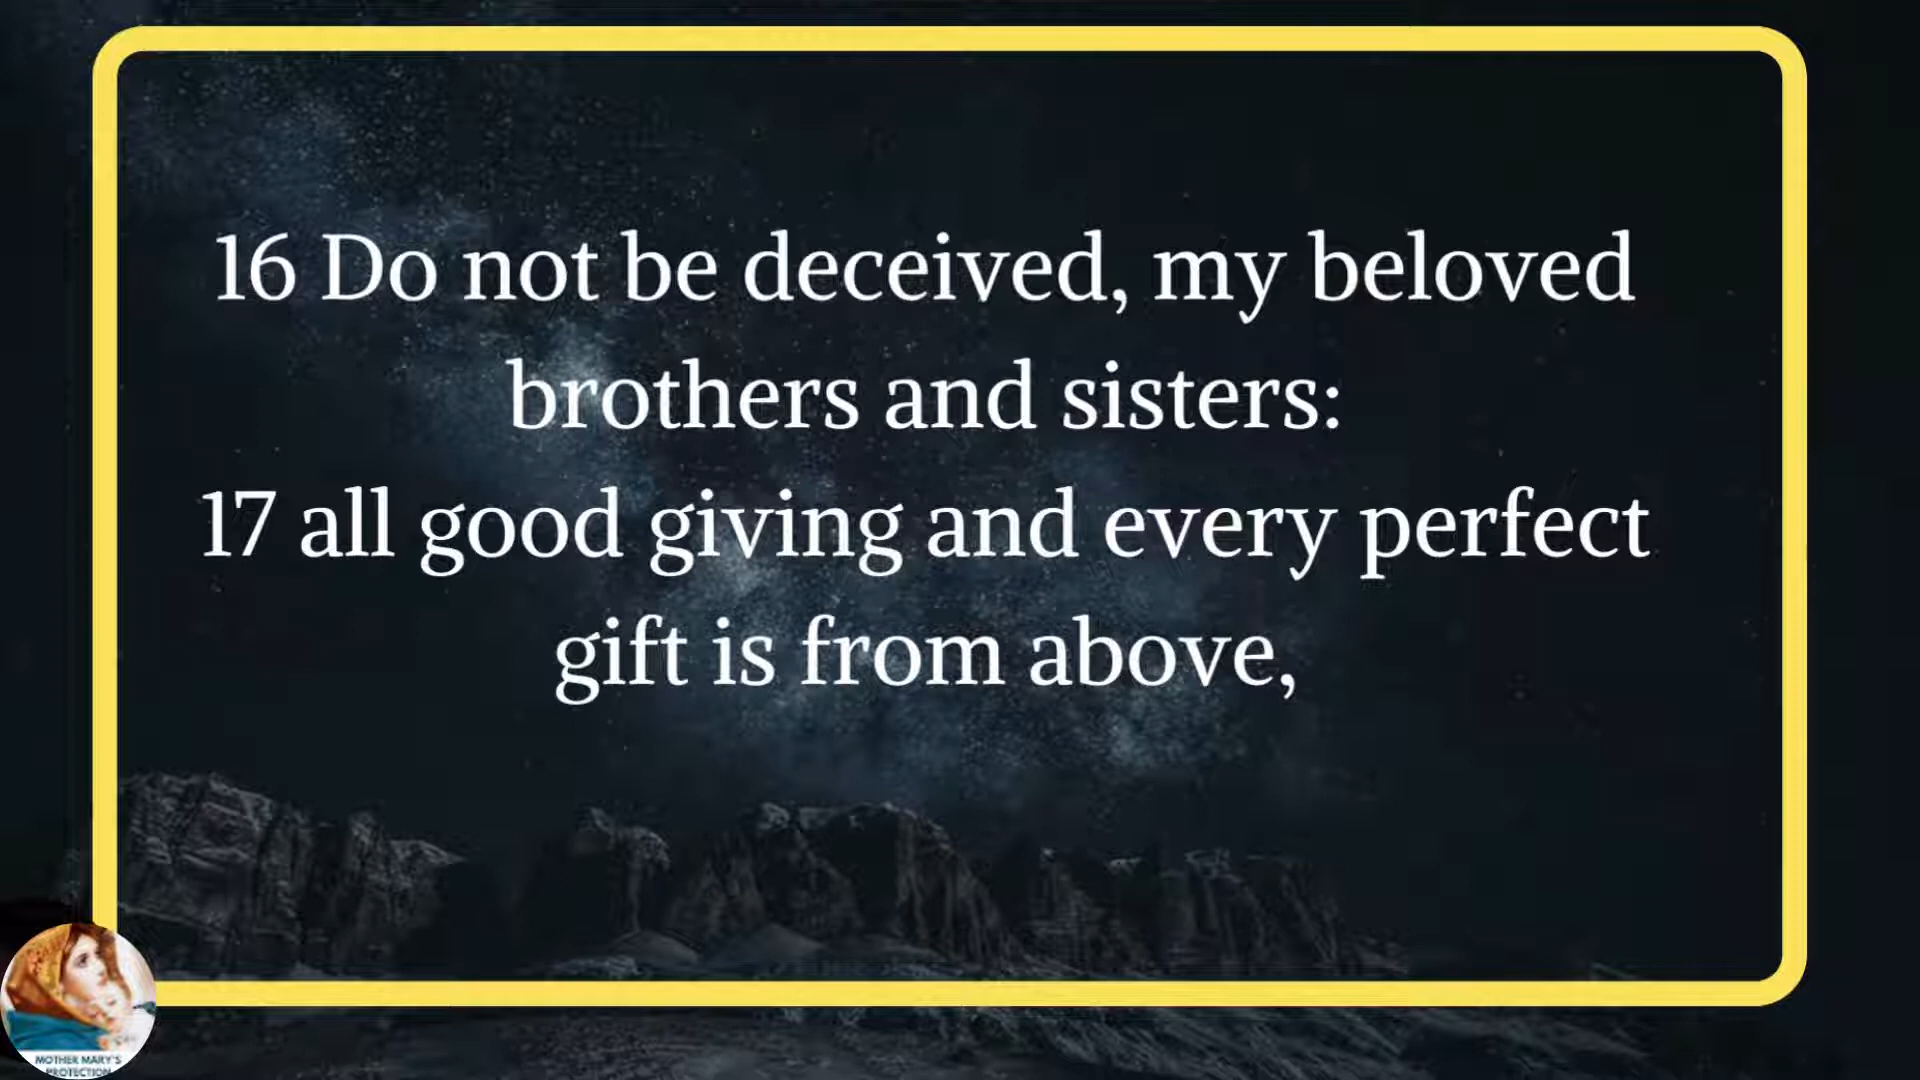 16 Do not be deceived, my beloved
brothers and sisters:
17 all good giving and every perfect
gift is from above,
MOTHER MARY'S
PROTECTION